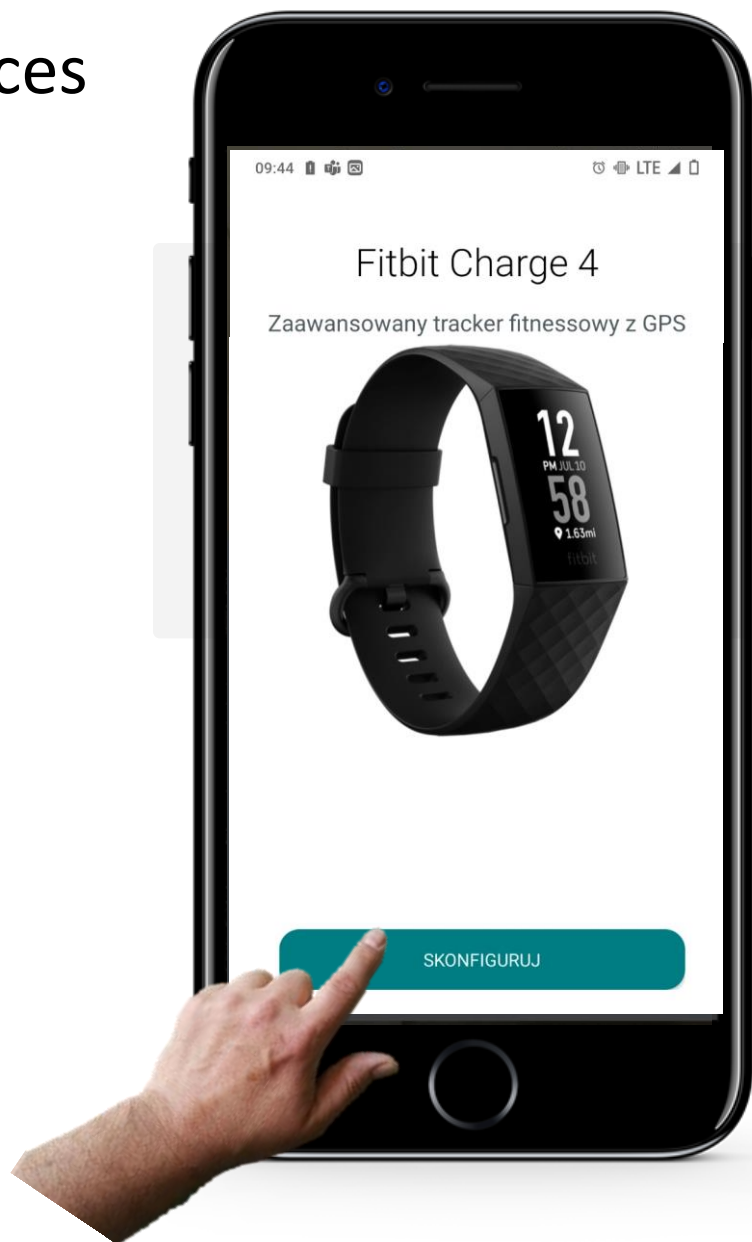 ces
09:44 LTE
Fitbit Charge 4
Zaawansowany tracker fitnessowy z GPS
12
PM JUL 10
58
1.63mi
fitbit
SKONFIGURUJ